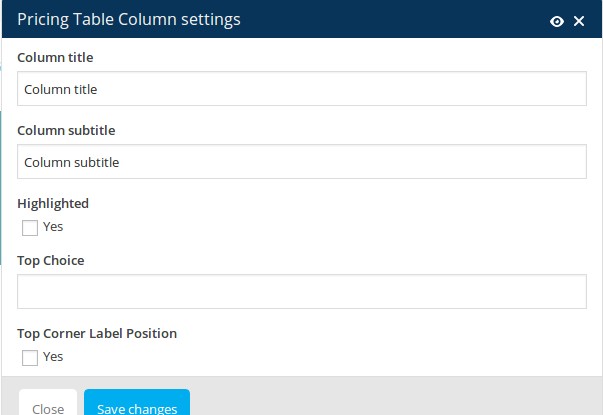 Pricing Table Column settings
Column title
Column title
Column subtitle
Column subtitle
Highlighted
Yes
Top Choice
Top Corner Label Position
Yes
Close Save changes